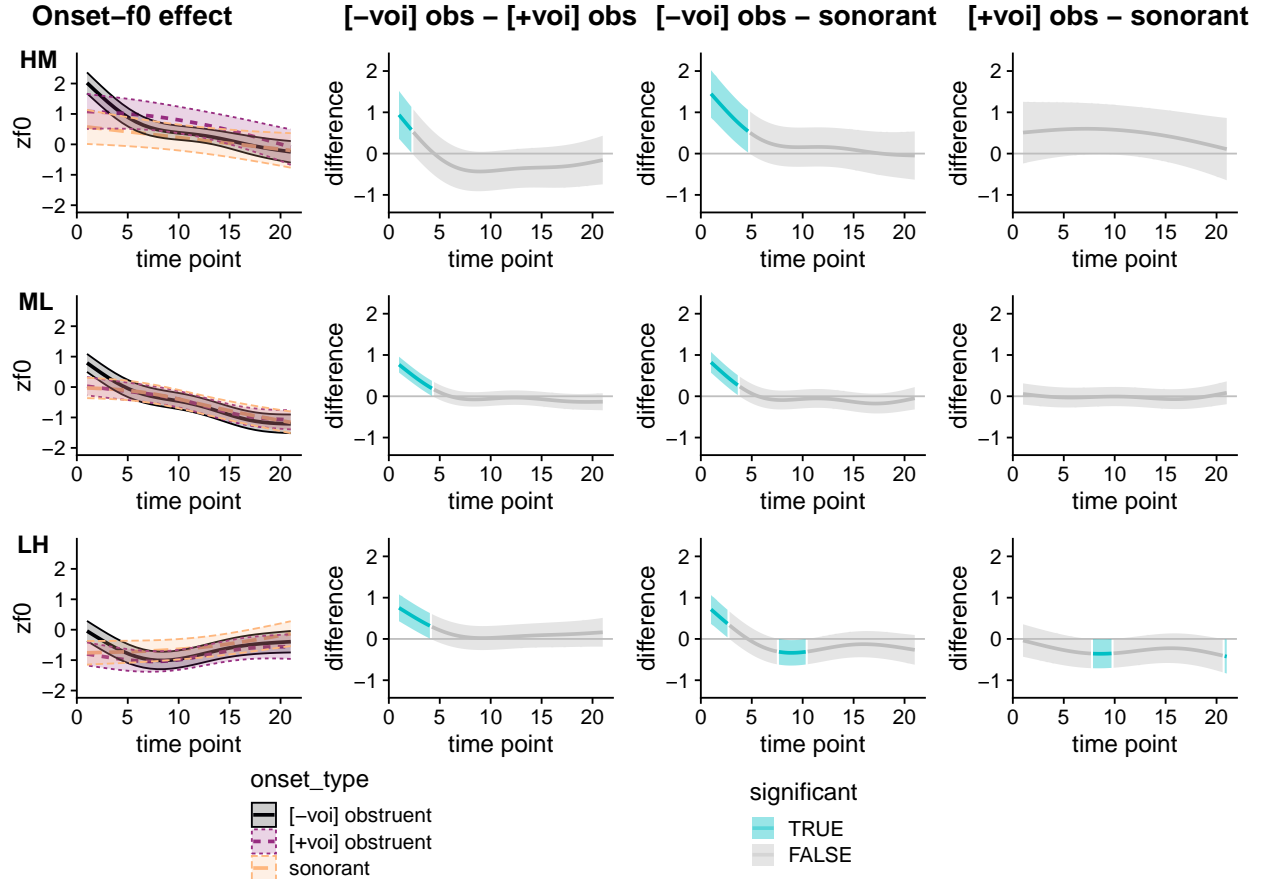 Onset−f0 effect
[−voi] obs − [+voi] obs
[−voi] obs − sonorant
[+voi] obs − sonorant
HM
zf0
2
1
0
−1
−2
0 5 10 15 20
time point
difference
2
1
0
−1
0 5 10 15 20
time point
difference
2
1
0
−1
0 5 10 15 20
time point
difference
2
1
0
−1
0 5 10 15 20
time point
ML
zf0
2
1
0
−1
−2
0 5 10 15 20
time point
difference
2
1
0
−1
0 5 10 15 20
time point
difference
2
1
0
−1
0 5 10 15 20
time point
difference
2
1
0
−1
0 5 10 15 20
time point
LH
zf0
2
1
0
−1
−2
0 5 10 15 20
time point
difference
2
1
0
−1
0 5 10 15 20
time point
difference
2
1
0
−1
0 5 10 15 20
time point
difference
2
1
0
−1
0 5 10 15 20
time point
onset_type
[−voi] obstruent
[+voi] obstruent
sonorant
significant
TRUE
FALSE